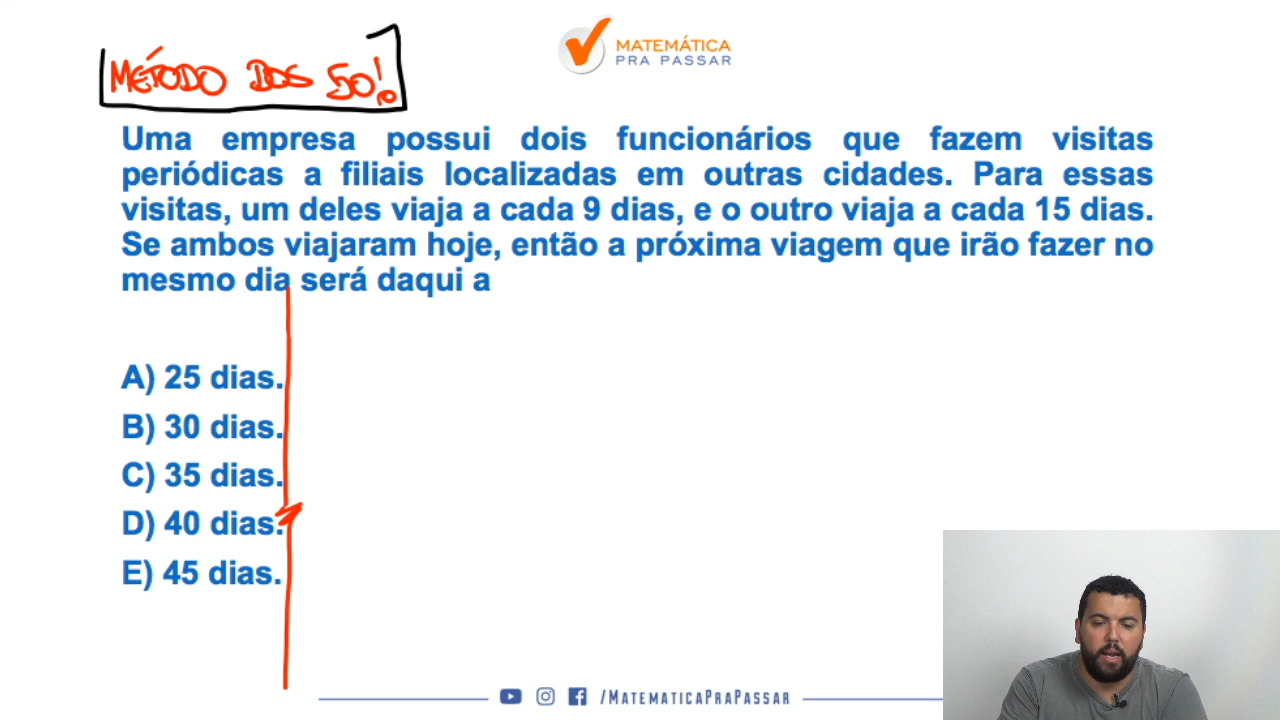 MÉTODO DOS 50!
MATEMÁTICA
PRA PASSAR
Uma empresa possui dois funcionários que fazem visitas
periódicas a filiais localizadas em outras cidades. Para essas
visitas, um deles viaja a cada 9 dias, e o outro viaja a cada 15 dias.
Se ambos viajaram hoje, então a próxima viagem que irão fazer no
mesmo dia será daqui a
A) 25 dias.
B) 30 dias.
C) 35 dias.
D) 40 dias.
E) 45 dias.
/MATEMATICAPRAPASSAR